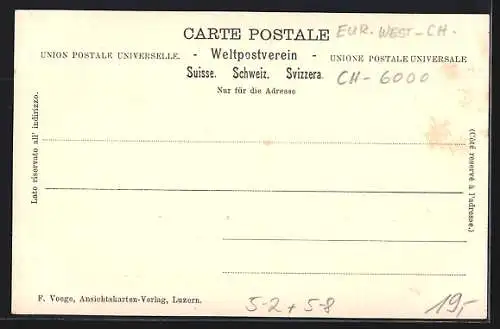 CARTE POSTALE
EUR. WEST-CH.
UNION POSTALE UNIVERSELLE. - Weltpostverein - UNIONE POSTALE UNIVERSALE
Suisse. Schweiz. Svizzera.
CH-6000
Nur für die Adresse
Lato riservato all' indirizzo.
(Côté réservé à l'adresse.)
F. Voege, Ansichtskarten-Verlag, Luzern.
5-2 + 5-8
19,-